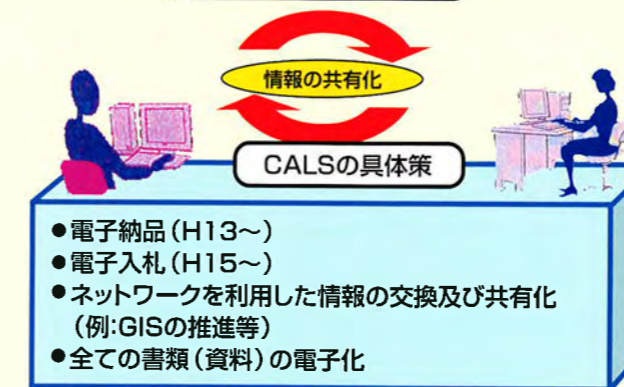 情報の共有化
CALSの具体策
●電子納品(H13〜)
●電子入札(H15〜)
●ネットワークを利用した情報の交換及び共有化
(例:GISの推進等)
●全ての書類(資料)の電子化